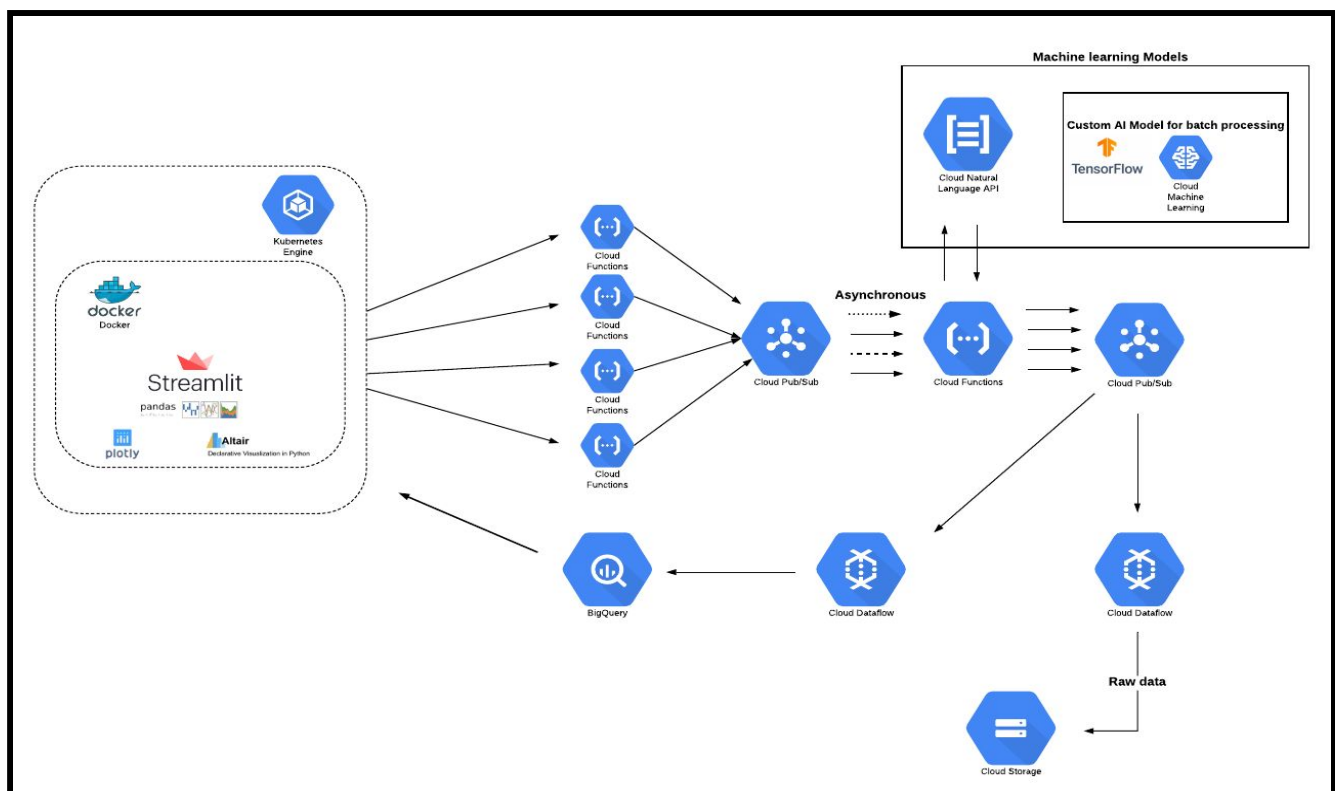 Machine learning Models
Cloud Natural
Language API
Custom AI Model for batch processing
TensorFlow
Cloud
Machine
Learning
Kubernetes
Engine
docker
Docker
Streamlit
pandas
plotly
Altair
Declarative Visualization in Python
Cloud
Functions
Cloud
Functions
Cloud
Functions
Cloud
Functions
Cloud Pub/Sub
Asynchronous
Cloud Functions
Cloud Pub/Sub
BigQuery
Cloud Dataflow
Cloud Dataflow
Raw data
Cloud Storage